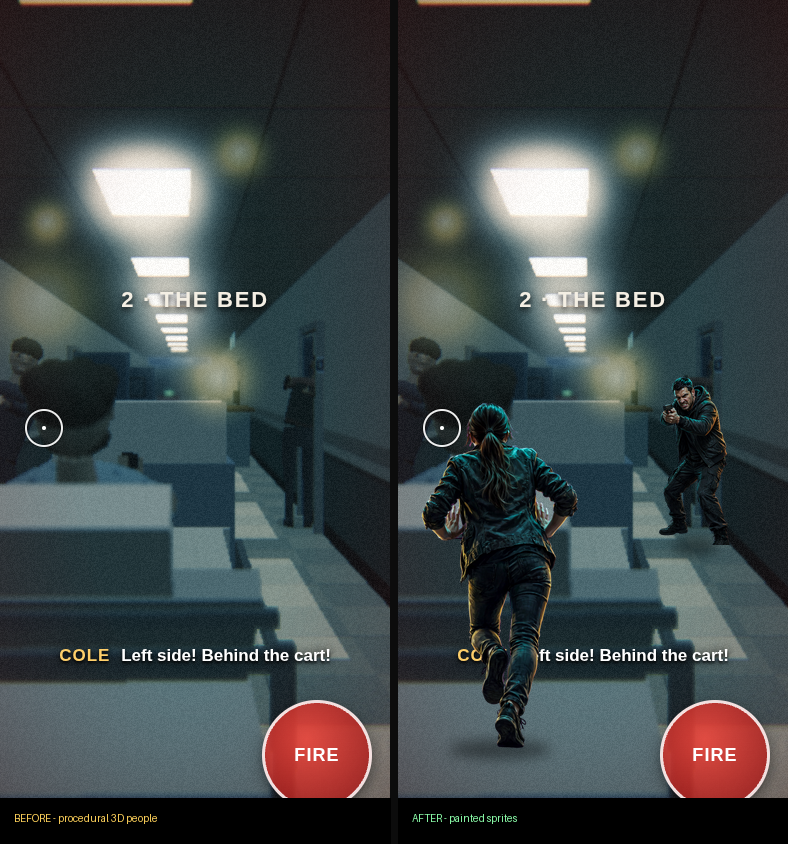 2 · THE BED
COLE Left side! Behind the cart!
FIRE
BEFORE - procedural 3D people
2 · THE BED
CO ft side! Behind the cart!
FIRE
AFTER - painted sprites